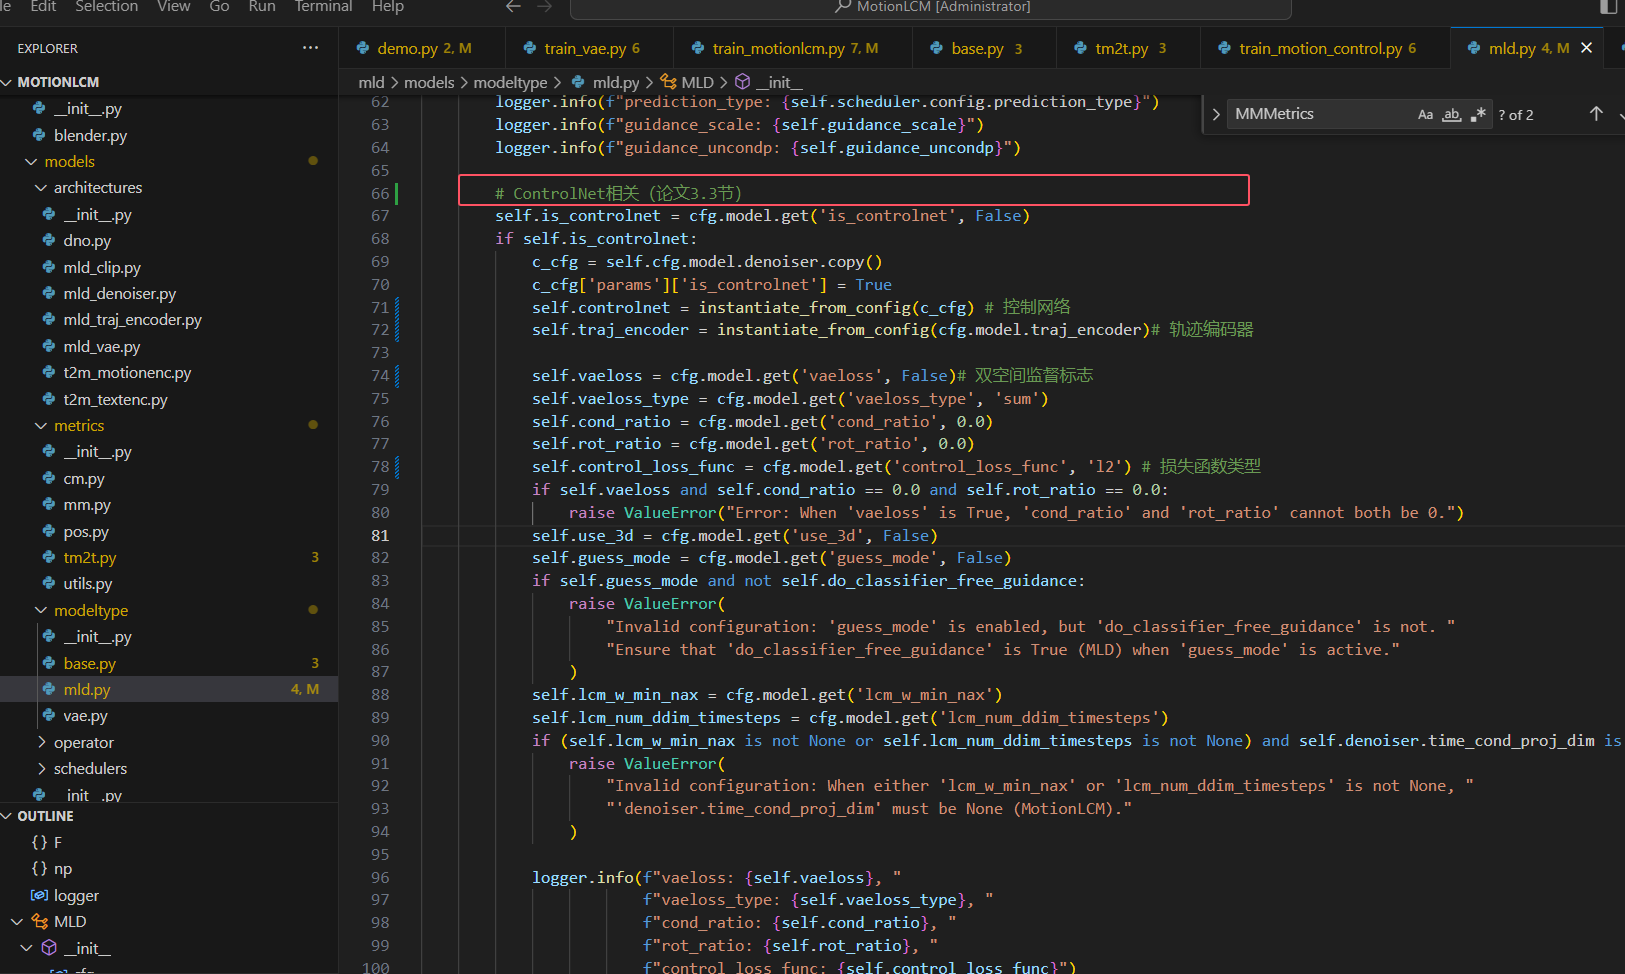 le Edit Selection View Go Run Terminal Help ← → MotionLCM [Administrator]
EXPLORER ···
MOTIONLCM
__init__.py
blender.py
models
architectures
__init__.py
dno.py
mld_clip.py
mld_denoiser.py
mld_traj_encoder.py
mld_vae.py
t2m_motionenc.py
t2m_textenc.py
metrics
__init__.py
cm.py
mm.py
pos.py
tm2t.py 3
utils.py
modeltype
__init__.py
base.py 3
mld.py 4, M
vae.py
operator
schedulers
__init__.py
OUTLINE
{} F
{} np
logger
MLD
__init__
cfg
demo.py 2, M
train_vae.py 6
train_motionlcm.py 7, M
base.py 3
tm2t.py 3
train_motion_control.py 6
mld.py 4, M ×
mld > models > modeltype > mld.py > MLD > __init__
> MMMetrics Aa ab .* ? of 2 ↑
62 logger.info(f"prediction_type: {self.scheduler.config.prediction_type}")
63 logger.info(f"guidance_scale: {self.guidance_scale}")
64 logger.info(f"guidance_uncondp: {self.guidance_uncondp}")
65
66 # ControlNet相关（论文3.3节）
67 self.is_controlnet = cfg.model.get('is_controlnet', False)
68 if self.is_controlnet:
69 c_cfg = self.cfg.model.denoiser.copy()
70 c_cfg['params']['is_controlnet'] = True
71 self.controlnet = instantiate_from_config(c_cfg) # 控制网络
72 self.traj_encoder = instantiate_from_config(cfg.model.traj_encoder)# 轨迹编码器
73
74 self.vaeloss = cfg.model.get('vaeloss', False)# 双空间监督标志
75 self.vaeloss_type = cfg.model.get('vaeloss_type', 'sum')
76 self.cond_ratio = cfg.model.get('cond_ratio', 0.0)
77 self.rot_ratio = cfg.model.get('rot_ratio', 0.0)
78 self.control_loss_func = cfg.model.get('control_loss_func', 'l2') # 损失函数类型
79 if self.vaeloss and self.cond_ratio == 0.0 and self.rot_ratio == 0.0:
80 raise ValueError("Error: When 'vaeloss' is True, 'cond_ratio' and 'rot_ratio' cannot both be 0.")
81 self.use_3d = cfg.model.get('use_3d', False)
82 self.guess_mode = cfg.model.get('guess_mode', False)
83 if self.guess_mode and not self.do_classifier_free_guidance:
84 raise ValueError(
85 "Invalid configuration: 'guess_mode' is enabled, but 'do_classifier_free_guidance' is not. "
86 "Ensure that 'do_classifier_free_guidance' is True (MLD) when 'guess_mode' is active."
87 )
88 self.lcm_w_min_nax = cfg.model.get('lcm_w_min_nax')
89 self.lcm_num_ddim_timesteps = cfg.model.get('lcm_num_ddim_timesteps')
90 if (self.lcm_w_min_nax is not None or self.lcm_num_ddim_timesteps is not None) and self.denoiser.time_cond_proj_dim is
91 raise ValueError(
92 "Invalid configuration: When either 'lcm_w_min_nax' or 'lcm_num_ddim_timesteps' is not None, "
93 "'denoiser.time_cond_proj_dim' must be None (MotionLCM)."
94 )
95
96 logger.info(f"vaeloss: {self.vaeloss}, "
97 f"vaeloss_type: {self.vaeloss_type}, "
98 f"cond_ratio: {self.cond_ratio}, "
99 f"rot_ratio: {self.rot_ratio}, "
100 f"control_loss_func: {self.control_loss_func}")